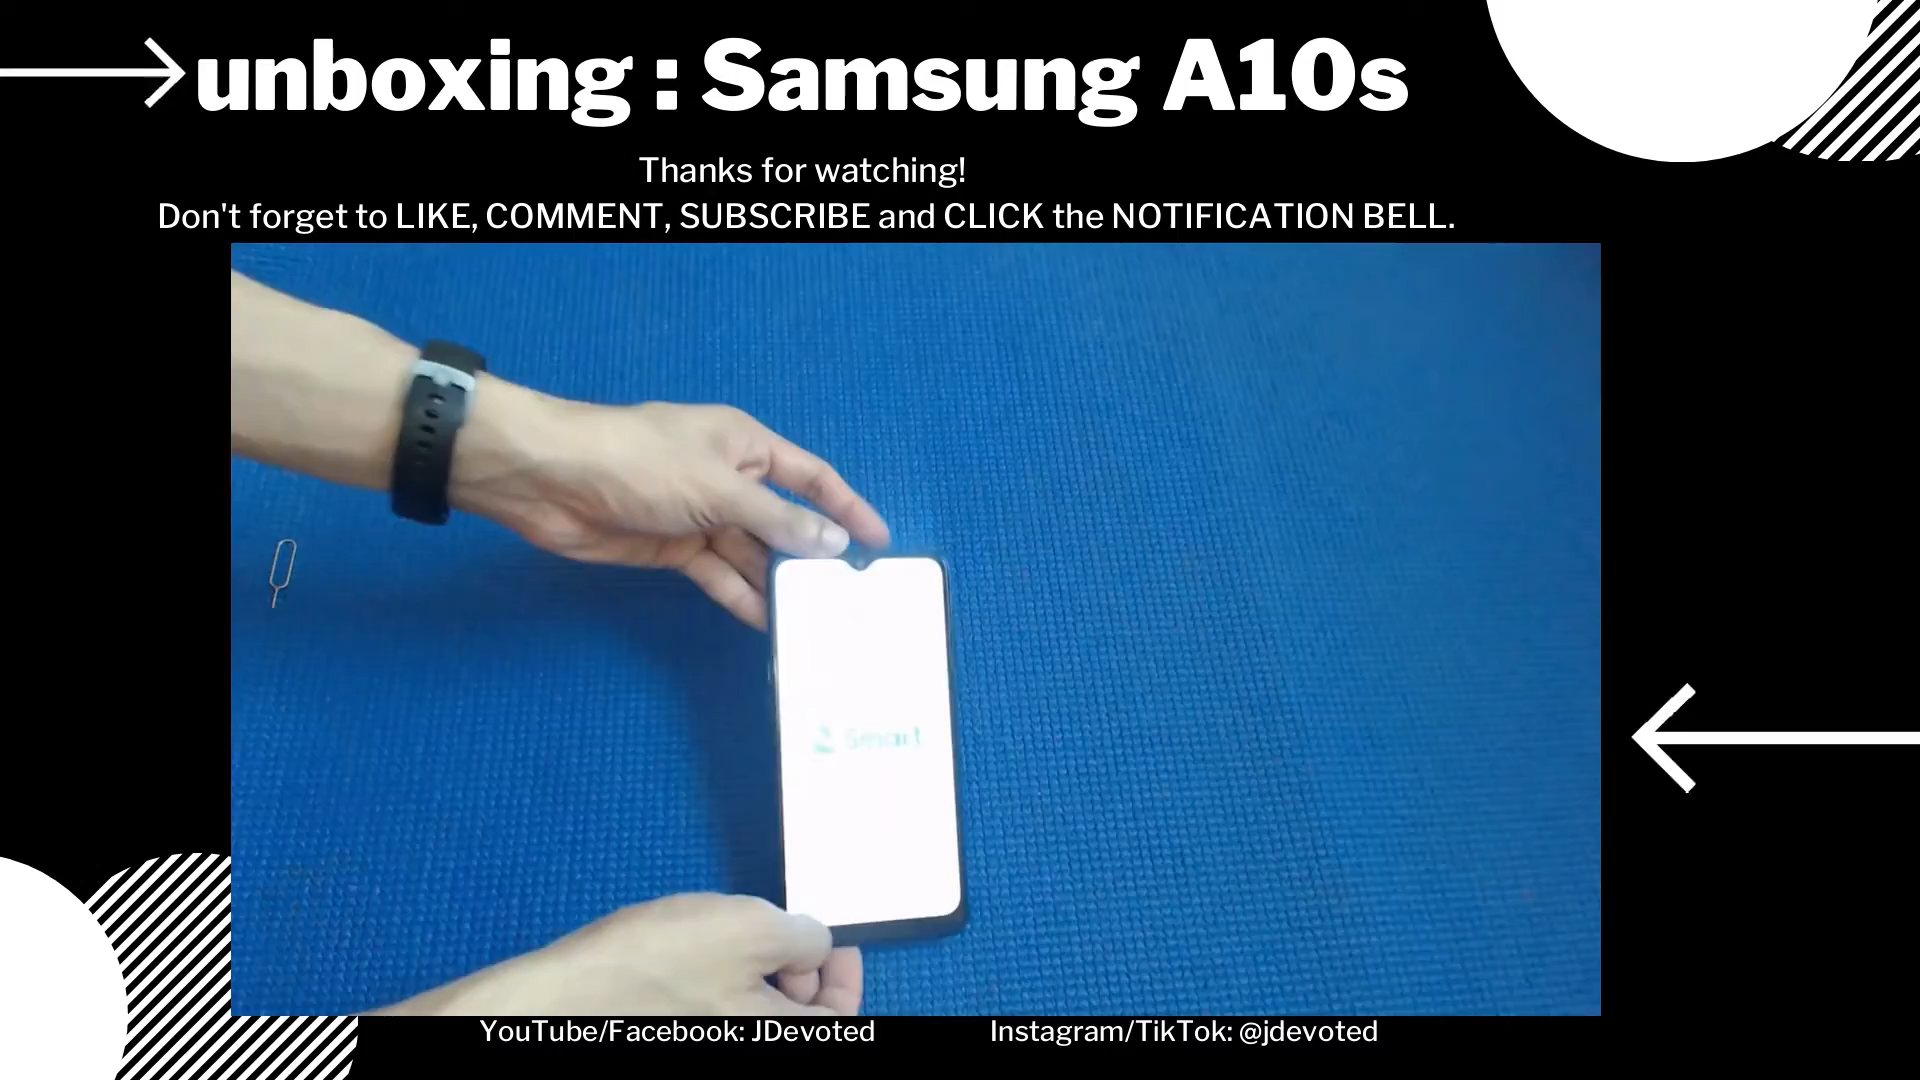 unboxing : Samsung A10s
Thanks for watching!
Don't forget to LIKE, COMMENT, SUBSCRIBE and CLICK the NOTIFICATION BELL.
Smart
YouTube/Facebook: JDevoted
Instagram/TikTok: @jdevoted